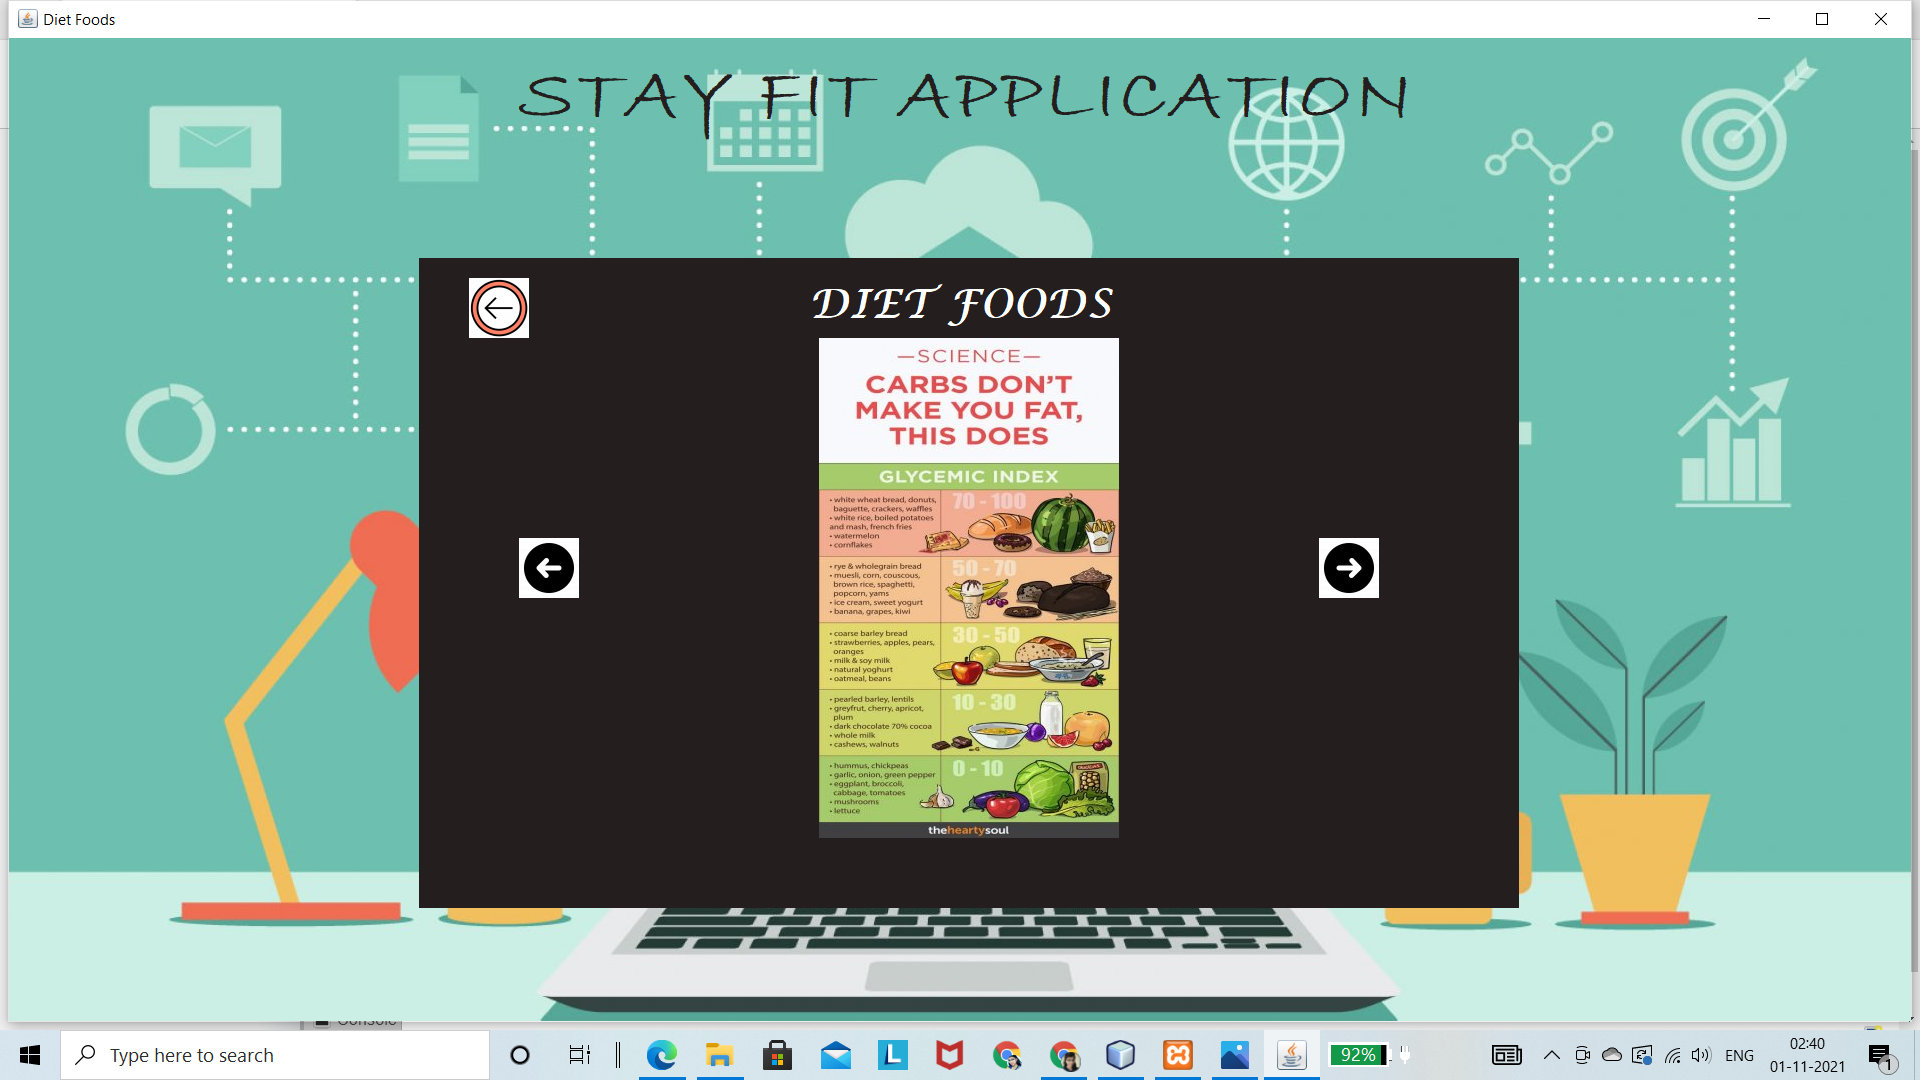 Diet Foods
STAY FIT APPLICATION
DIET FOODS
—SCIENCE—
CARBS DON'T
MAKE YOU FAT,
THIS DOES
GLYCEMIC INDEX
• white wheat bread, donuts,
baguette, crackers, waffles
• white rice, boiled potatoes
and mash, french fries
• watermelon
• cornflakes
70 - 100
• rye & wholegrain bread
• muesli, corn, couscous,
brown rice, spaghetti,
popcorn, yams
• ice cream, sweet yogurt
• banana, grapes, kiwi
50 - 70
• coarse barley bread
• strawberries, apples, pears,
oranges
• milk & soy milk
• natural yoghurt
• oatmeal, beans
30 - 50
• pearled barley, lentils
• greyfrut, cherry, apricot,
plum
• dark chocolate 70% cocoa
• whole milk
• cashews, walnuts
10 - 30
• hummus, chickpeas
• garlic, onion, green pepper
• eggplant, broccoli,
cabbage, tomatoes
• mushrooms
• lettuce
0 - 10
theheartysoul
Console
Type here to search
L
92%
ENG
02:40
01-11-2021
1